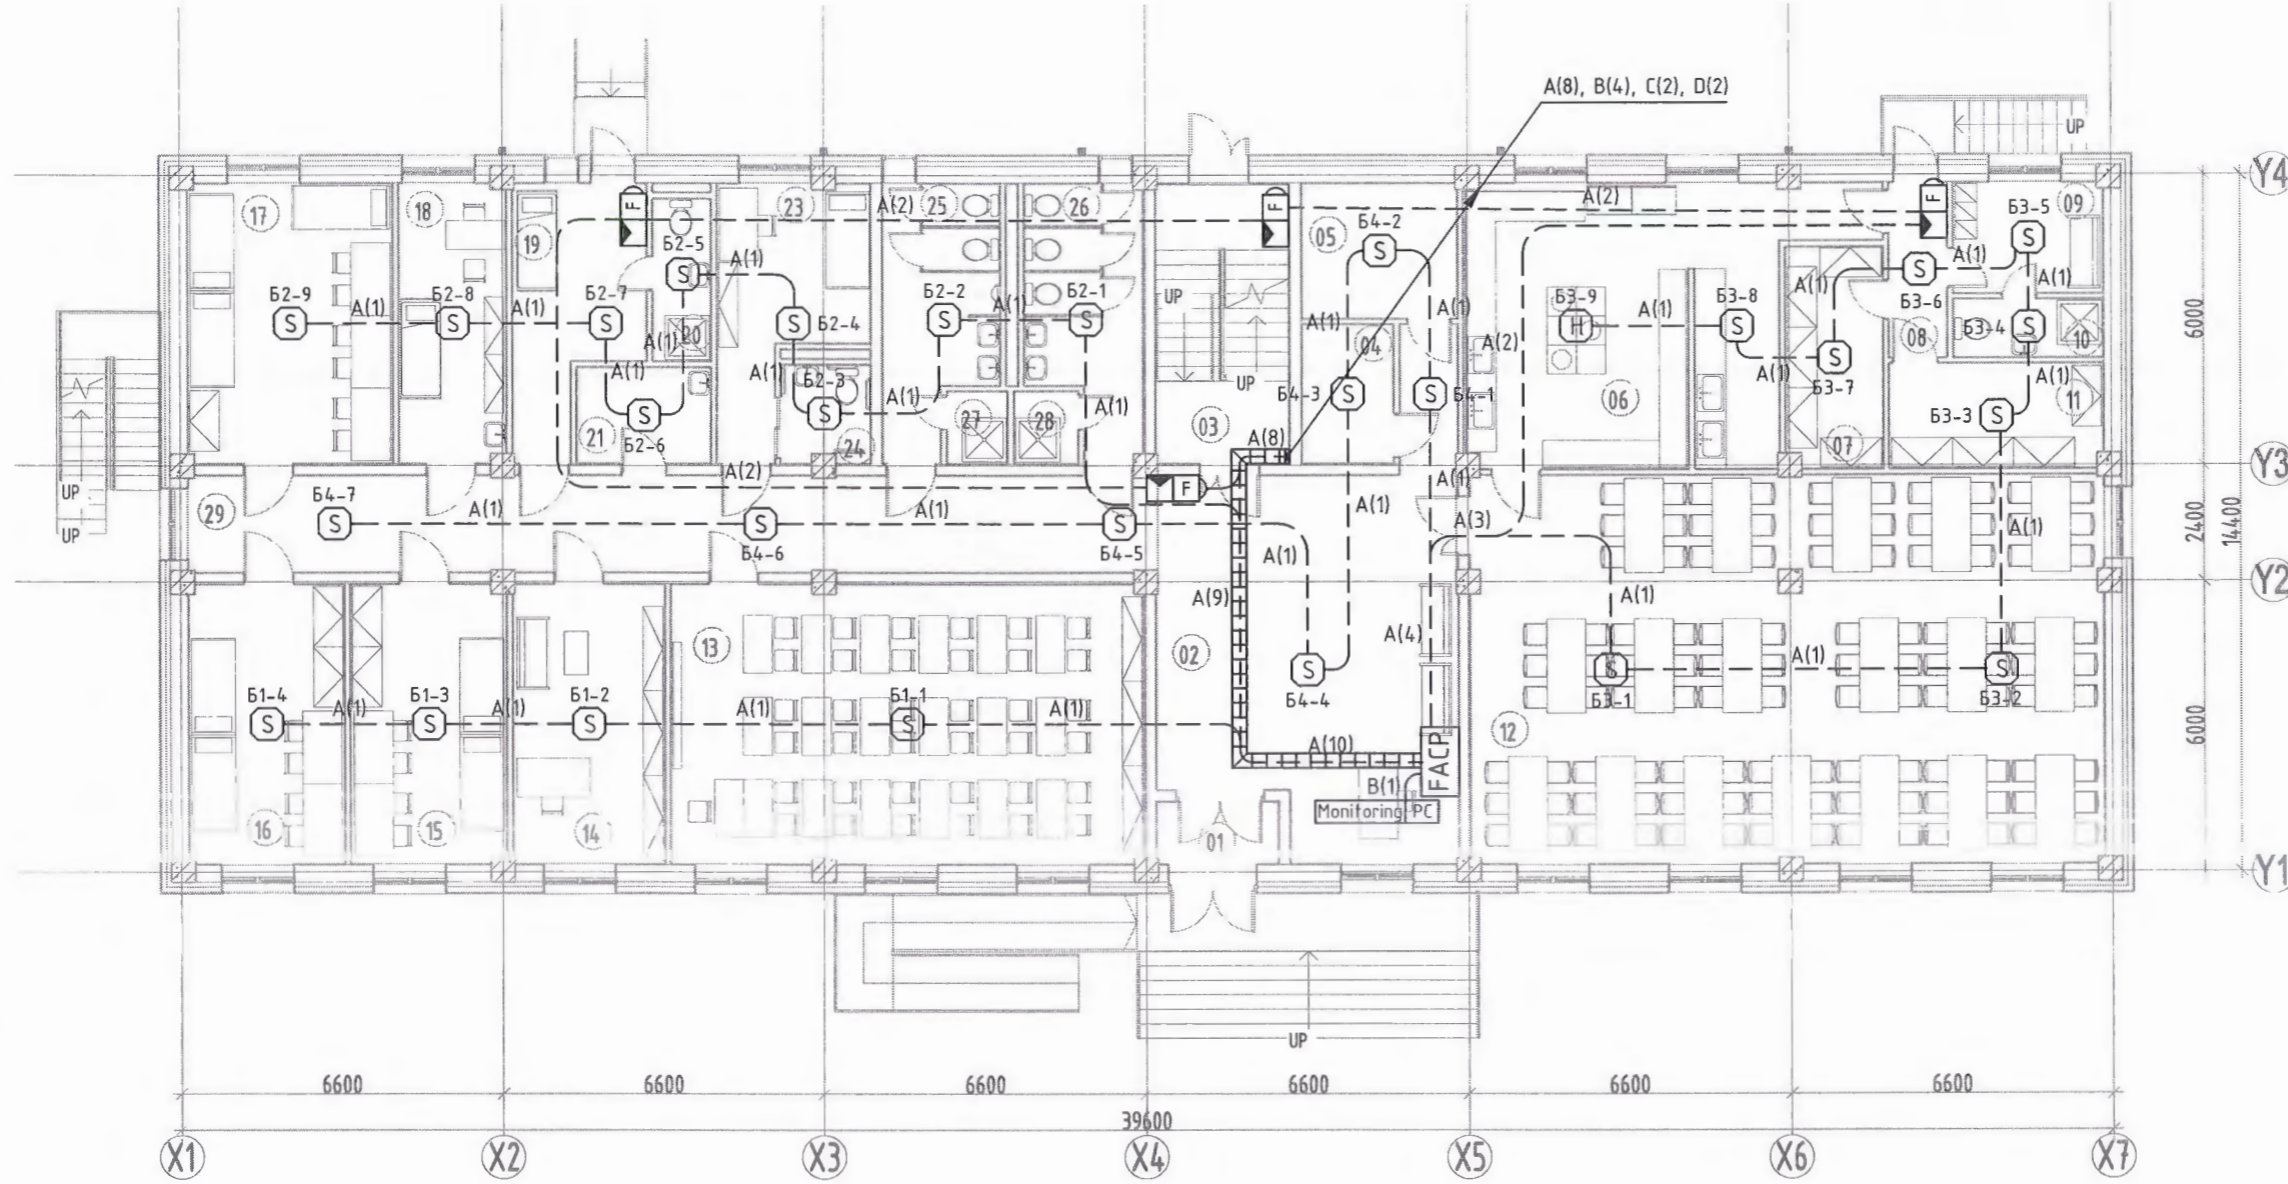 A(8), B(4), C(2), D(2)
UP
Y4
17
18
19
F
Б2-5
23
A(2)
25
26
F
05
Б4-2
A(2)
F
Б3-5
09
S
A(1)
S
S
S
A(1)
S
Б3-6
Б2-9
A(1)
Б2-8
A(1)
Б2-7
S
S
S
A(1)
20
S
Б2-4
Б2-2
A(1)
Б2-1
S
S
UP
UP
A(1)
04
A(1)
A(2)
Б3-9
H
A(1)
Б3-8
S
A(1)
08
Б3-4
S
10
6000
A(1)
21
S
Б2-6
A(1)
Б2-3
S
24
A(1)
27
28
A(1)
03
Б4-3
S
S
Б4-1
06
A(1)
S
Б3-7
07
Б3-3
S
A(1)
11
UP
UP
29
Б4-7
S
A(1)
A(2)
S
Б4-6
A(1)
S
Б4-5
F
A(8)
A(1)
A(1)
A(1)
A(3)
A(1)
Y3
2400
14400
Y2
A(9)
02
A(4)
A(1)
13
Б4-4
S
S
Б3-1
A(1)
S
Б3-2
12
6000
Б1-4
S
A(1)
Б1-3
S
A(1)
Б1-2
S
A(1)
Б1-1
S
A(1)
A(10)
FACP
B(1)
Monitoring PC
16
15
14
01
Y1
UP
6600
6600
6600
6600
6600
6600
39600
X1
X2
X3
X4
X5
X6
X7